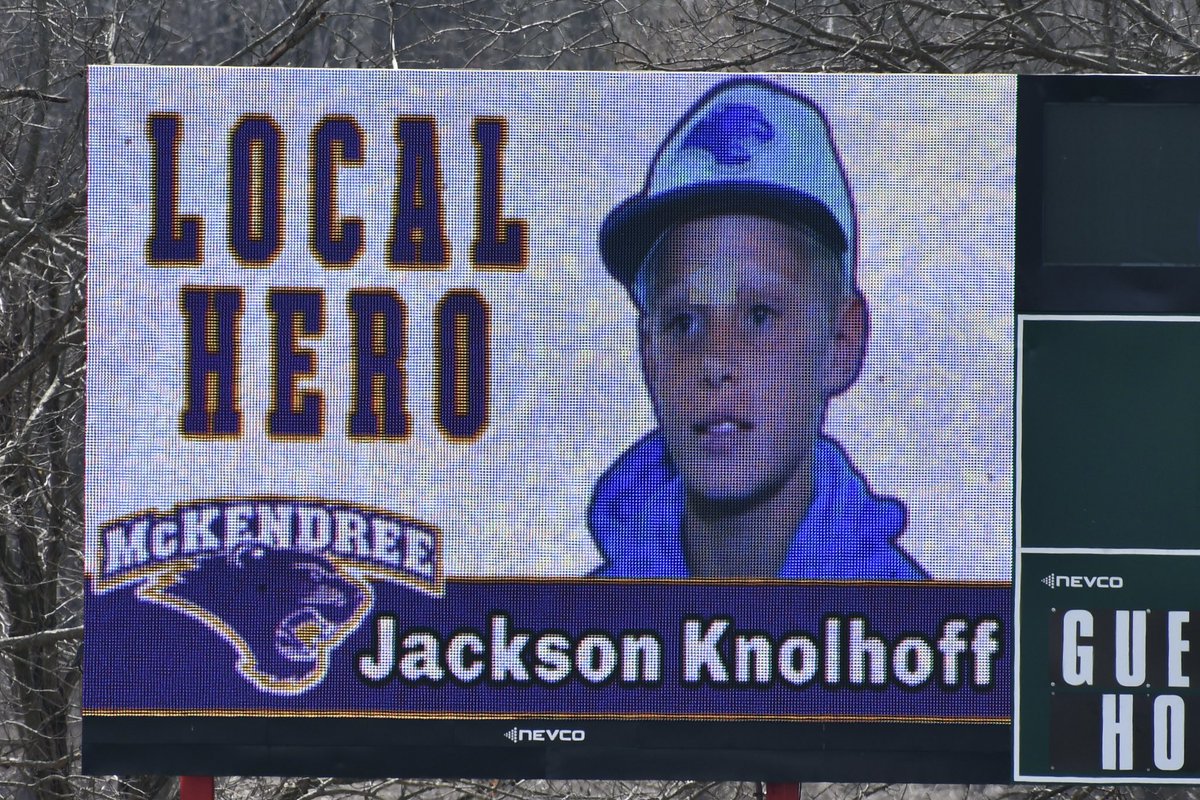 LOCAL
HERO
McKENDREE
Jackson Knolhoff
NEVCO
NEVCO
GUE
HO